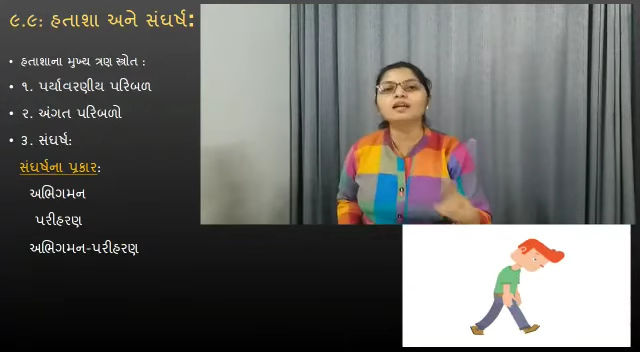 ૯.૯: હતાશા અને સંઘર્ષ:
• હતાશાના મુખ્ય ત્રણ સ્ત્રોત :
• ૧. પર્યાવરણીય પરિબળ
• ૨. અંગત પરિબળો
• ૩. સંઘર્ષ:
સંઘર્ષના પ્રકાર:
અભિગમન
પરીહરણ
અભિગમન-પરીહરણ